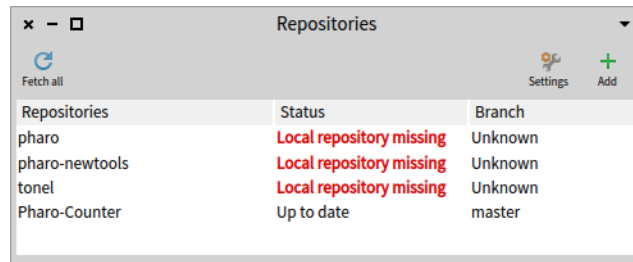 Repositories
Fetch all Settings Add
Repositories Status Branch
pharo Local repository missing Unknown
pharo-newtools Local repository missing Unknown
tonel Local repository missing Unknown
Pharo-Counter Up to date master